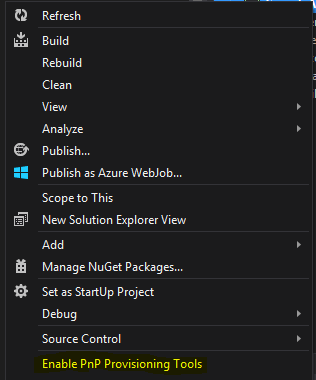 Refresh
Build
Rebuild
Clean
View
Analyze
Publish...
Publish as Azure WebJob...
Scope to This
New Solution Explorer View
Add
Manage NuGet Packages...
Set as StartUp Project
Debug
Source Control
Enable PnP Provisioning Tools